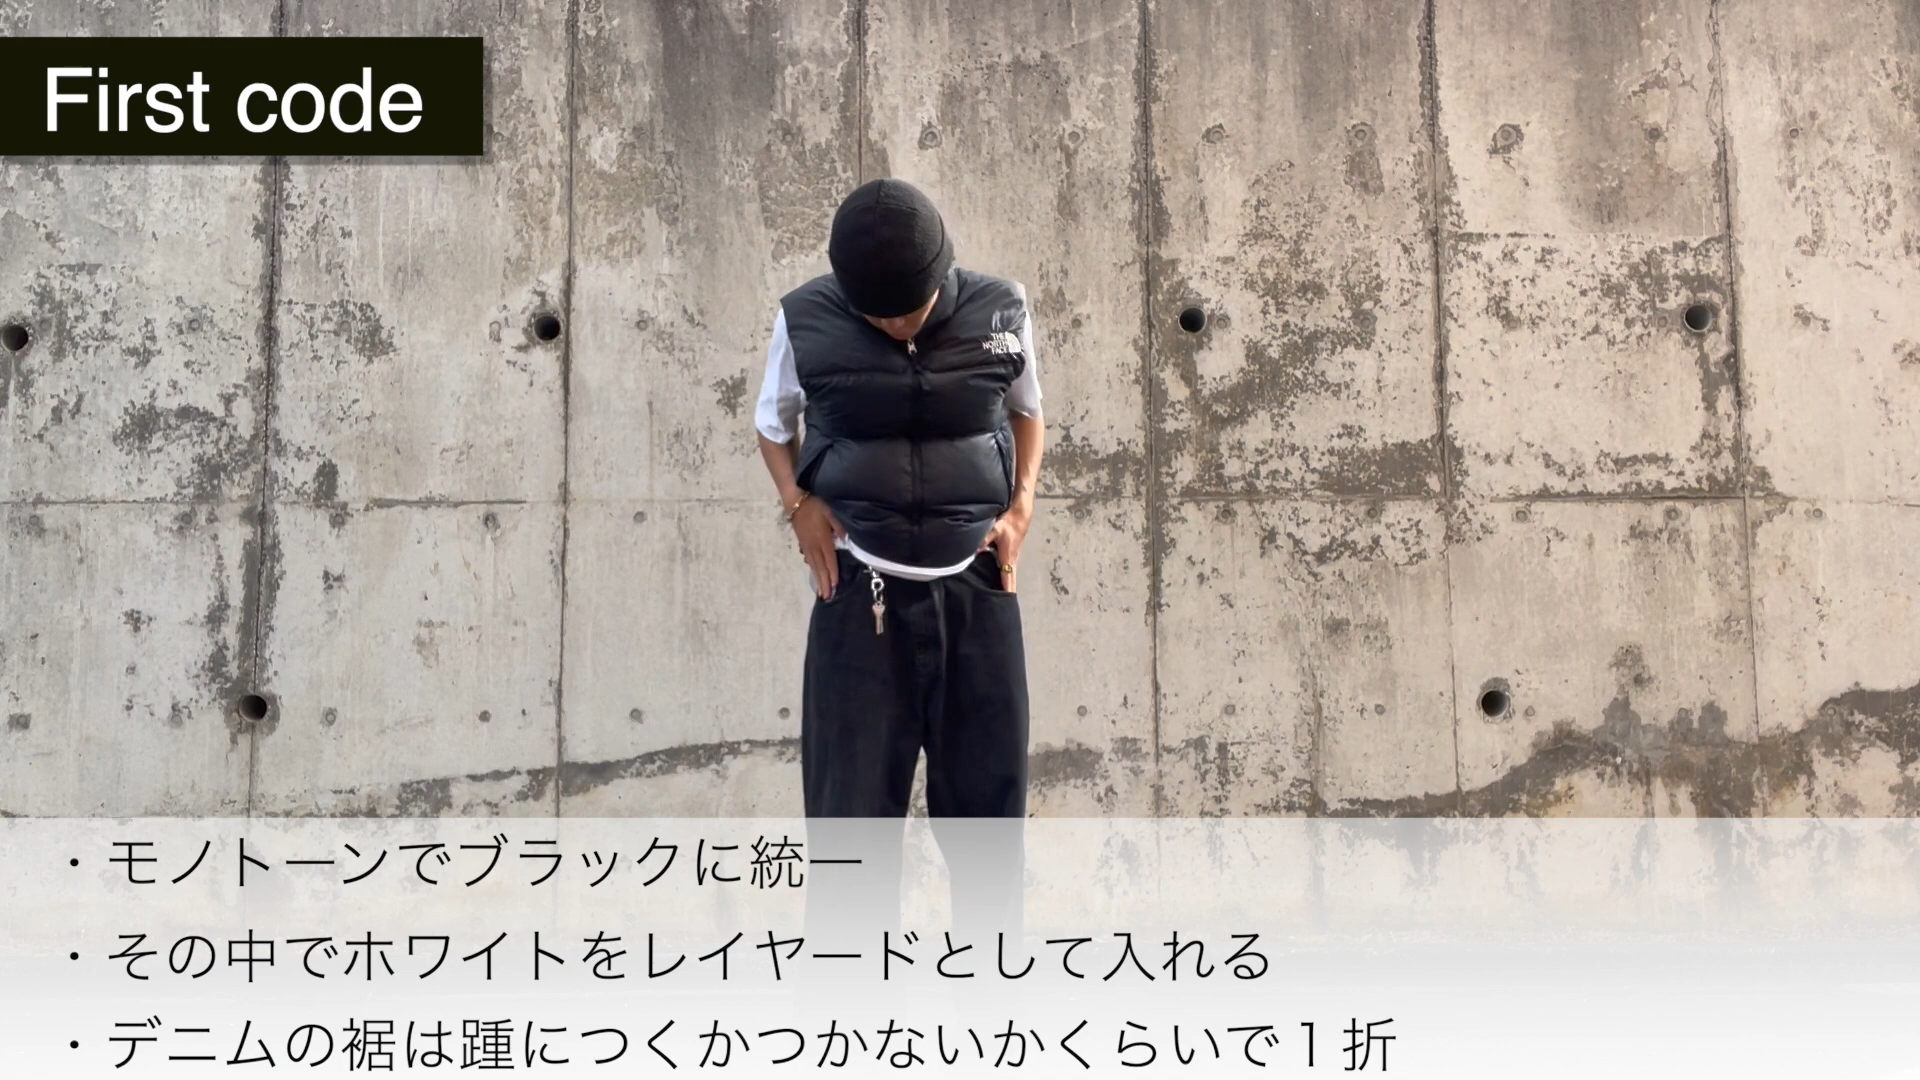 First code
THE
NORTH
FACE
・モノトーンでブラックに統一
・その中でホワイトをレイヤードとして入れる
・デニムの裾は踵につくかつかないかくらいで１折